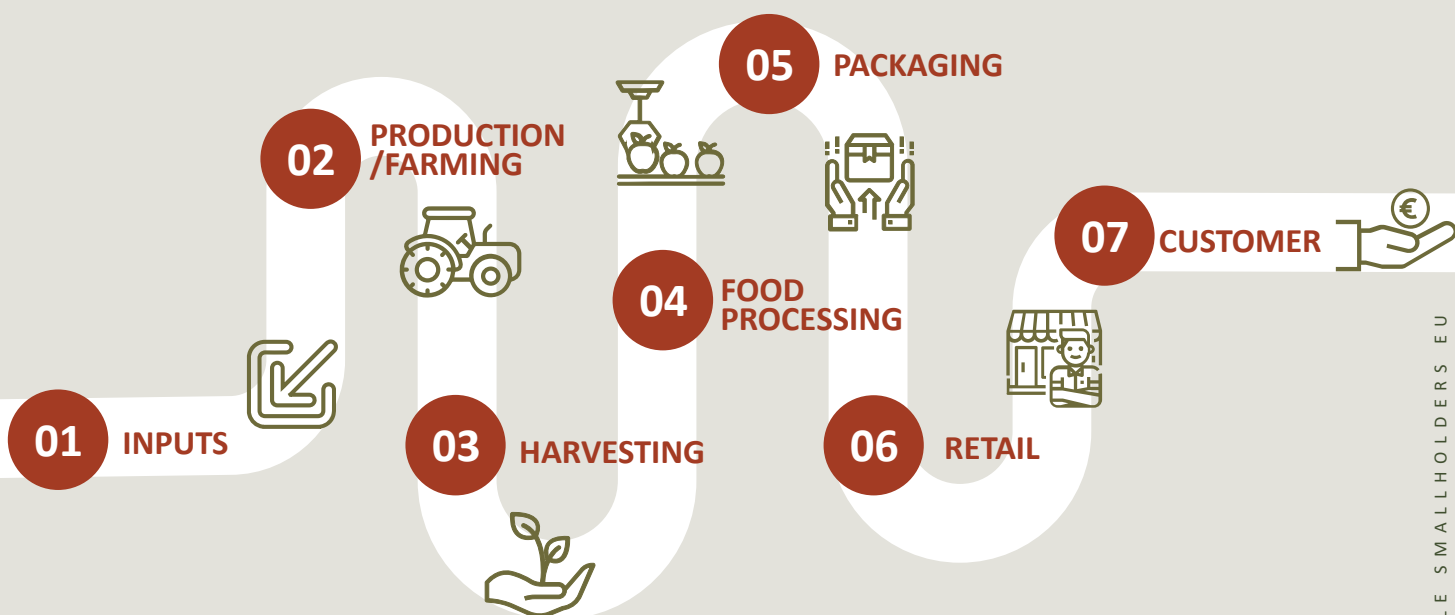 01
INPUTS
02
PRODUCTION
/FARMING
03
HARVESTING
04
FOOD
PROCESSING
05
PACKAGING
06
RETAIL
07
CUSTOMER
€
SMALLHOLDERS EU